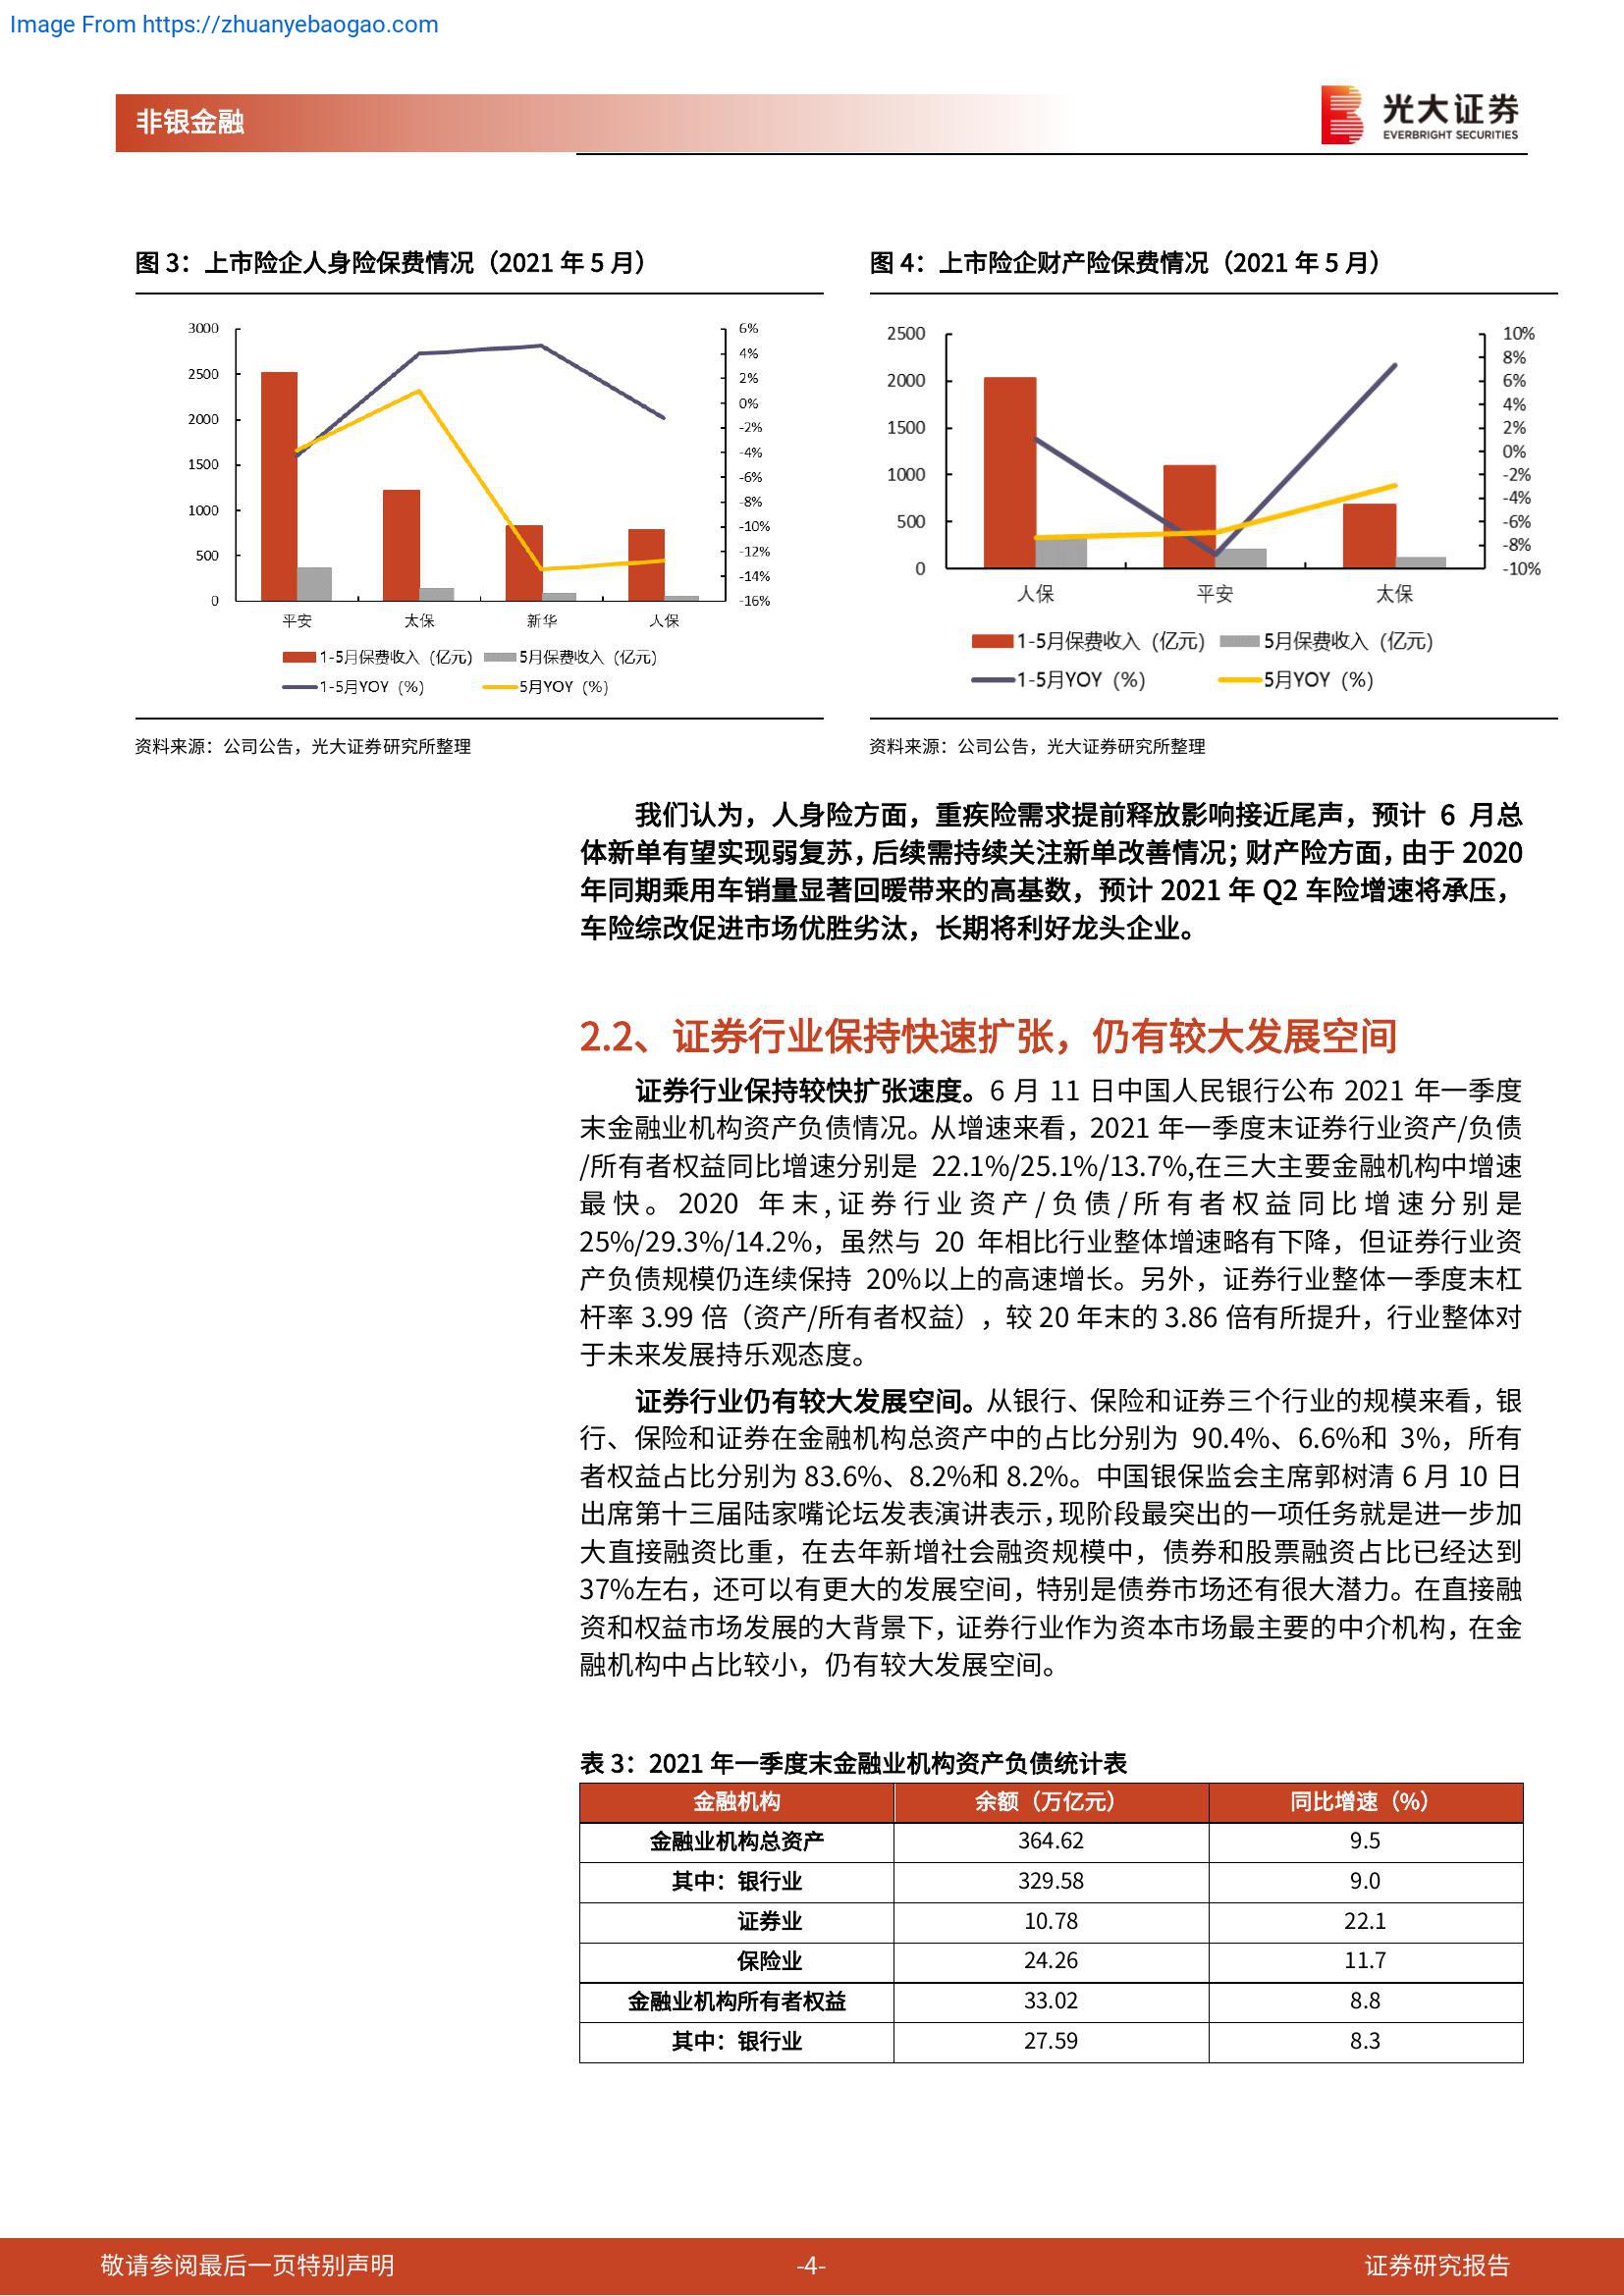 Image From https://zhuanyebaogao.com
非银金融
光大证券
EVERBRIGHT SECURITIES
图 3：上市险企人身险保费情况（2021 年 5 月）
3000
2500
2000
1500
1000
500
0
6%
4%
2%
0%
-2%
-4%
-6%
-8%
-10%
-12%
-14%
-16%
平安 太保 新华 人保
1-5月保费收入（亿元） 5月保费收入（亿元）
1-5月YOY（%） 5月YOY（%）
资料来源：公司公告，光大证券研究所整理
图 4：上市险企财产险保费情况（2021 年 5 月）
2500
2000
1500
1000
500
0
10%
8%
6%
4%
2%
0%
-2%
-4%
-6%
-8%
-10%
人保 平安 太保
1-5月保费收入（亿元） 5月保费收入（亿元）
1-5月YOY（%） 5月YOY（%）
资料来源：公司公告，光大证券研究所整理
我们认为，人身险方面，重疾险需求提前释放影响接近尾声，预计 6 月总
体新单有望实现弱复苏，后续需持续关注新单改善情况；财产险方面，由于 2020
年同期乘用车销量显著回暖带来的高基数，预计 2021 年 Q2 车险增速将承压，
车险综改促进市场优胜劣汰，长期将利好龙头企业。
2.2、证券行业保持快速扩张，仍有较大发展空间
证券行业保持较快扩张速度。6 月 11 日中国人民银行公布 2021 年一季度
末金融业机构资产负债情况。从增速来看，2021 年一季度末证券行业资产/负债
/所有者权益同比增速分别是 22.1%/25.1%/13.7%,在三大主要金融机构中增速
最快。2020 年末,证券行业资产/负债/所有者权益同比增速分别是
25%/29.3%/14.2%，虽然与 20 年相比行业整体增速略有下降，但证券行业资
产负债规模仍连续保持 20%以上的高速增长。另外，证券行业整体一季度末杠
杆率 3.99 倍（资产/所有者权益），较 20 年末的 3.86 倍有所提升，行业整体对
于未来发展持乐观态度。
证券行业仍有较大发展空间。从银行、保险和证券三个行业的规模来看，银
行、保险和证券在金融机构总资产中的占比分别为 90.4%、6.6%和 3%，所有
者权益占比分别为 83.6%、8.2%和 8.2%。中国银保监会主席郭树清 6 月 10 日
出席第十三届陆家嘴论坛发表演讲表示，现阶段最突出的一项任务就是进一步加
大直接融资比重，在去年新增社会融资规模中，债券和股票融资占比已经达到
37%左右，还可以有更大的发展空间，特别是债券市场还有很大潜力。在直接融
资和权益市场发展的大背景下，证券行业作为资本市场最主要的中介机构，在金
融机构中占比较小，仍有较大发展空间。
表 3：2021 年一季度末金融业机构资产负债统计表
金融机构 余额（万亿元） 同比增速（%）
金融业机构总资产 364.62 9.5
其中：银行业 329.58 9.0
证券业 10.78 22.1
保险业 24.26 11.7
金融业机构所有者权益 33.02 8.8
其中：银行业 27.59 8.3
敬请参阅最后一页特别声明 -4- 证券研究报告